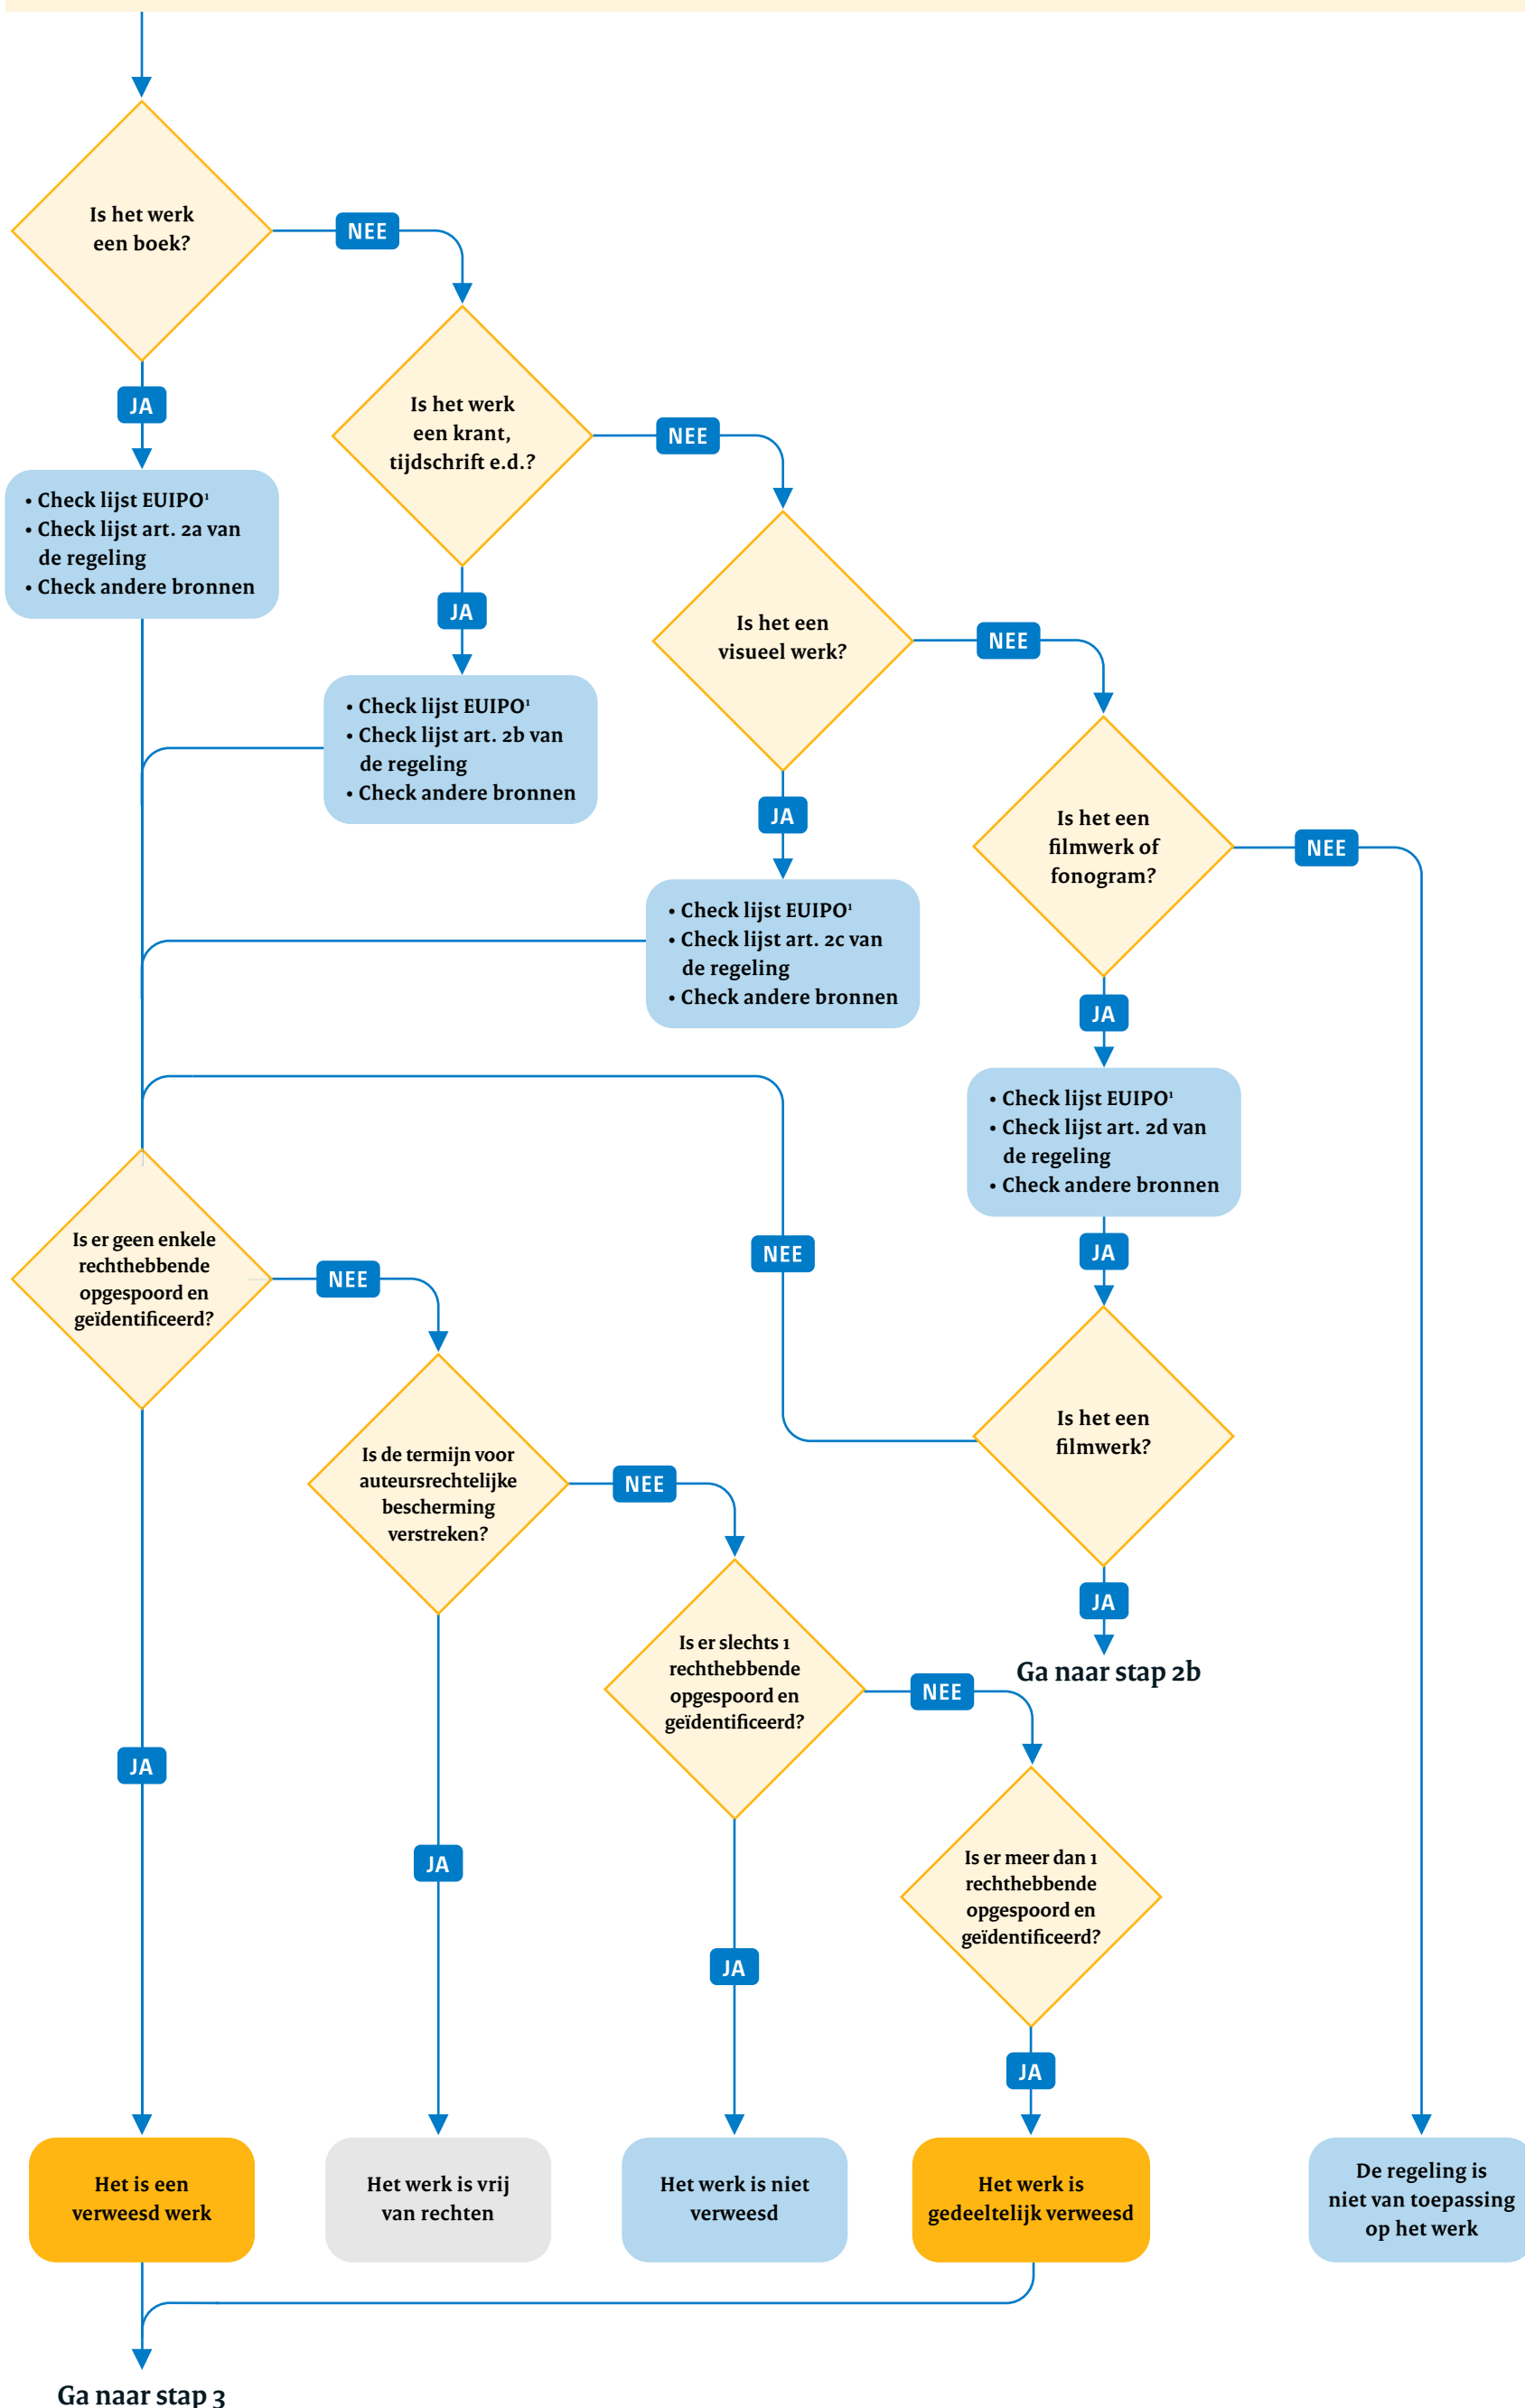 Is het werk
een boek?
NEE
JA
Is het werk
een krant,
tijdschrift e.d.?
NEE
• Check lijst EUIPO¹
• Check lijst art. 2a van
de regeling
• Check andere bronnen
JA
Is het een
visueel werk?
NEE
• Check lijst EUIPO¹
• Check lijst art. 2b van
de regeling
• Check andere bronnen
JA
Is het een
filmwerk of
fonogram?
NEE
• Check lijst EUIPO¹
• Check lijst art. 2c van
de regeling
• Check andere bronnen
JA
• Check lijst EUIPO¹
• Check lijst art. 2d van
de regeling
• Check andere bronnen
JA
NEE
Is er geen enkele
rechthebbende
opgespoord en
geïdentificeerd?
NEE
Is het een
filmwerk?
Is de termijn voor
auteursrechtelijke
bescherming
verstreken?
NEE
JA
Ga naar stap 2b
Is er slechts 1
rechthebbende
opgespoord en
geïdentificeerd?
NEE
JA
JA
Is er meer dan 1
rechthebbende
opgespoord en
geïdentificeerd?
JA
JA
Het is een
verweesd werk
Het werk is vrij
van rechten
Het werk is niet
verweesd
Het werk is
gedeeltelijk verweesd
De regeling is
niet van toepassing
op het werk
Ga naar stap 3